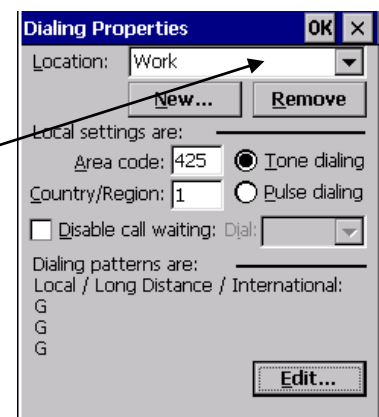 Dialing Properties OK ×
Location: Work
New... Remove
Local settings are:
Area code: 425 Tone dialing
Country/Region: 1 Pulse dialing
Disable call waiting: Dial:
Dialing patterns are:
Local / Long Distance / International:
G
G
G
Edit...